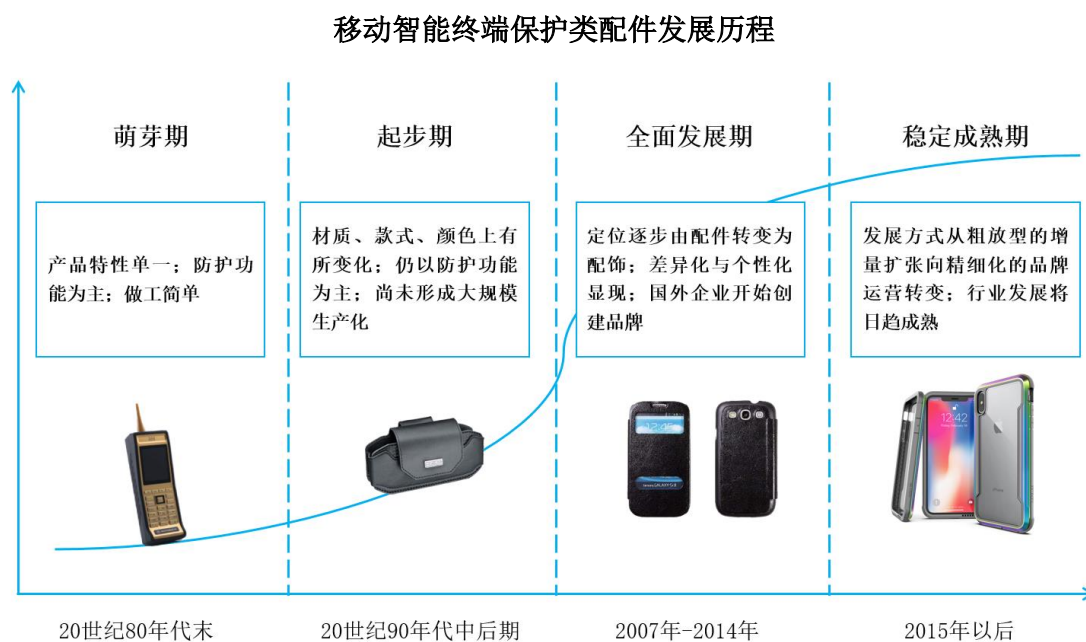 移动智能终端保护类配件发展历程
萌芽期
起步期
全面发展期
稳定成熟期
产品特性单一；防护功
能为主；做工简单
材质、款式、颜色上有
所变化；仍以防护功能
为主；尚未形成大规模
生产化
定位逐步由配件转变为
配饰；差异化与个性化
显现；国外企业开始创
建品牌
发展方式从粗放型的增
量扩张向精细化的品牌
运营转变；行业发展将
日趋成熟
12:42
20世纪80年代末
20世纪90年代中后期
2007年-2014年
2015年以后